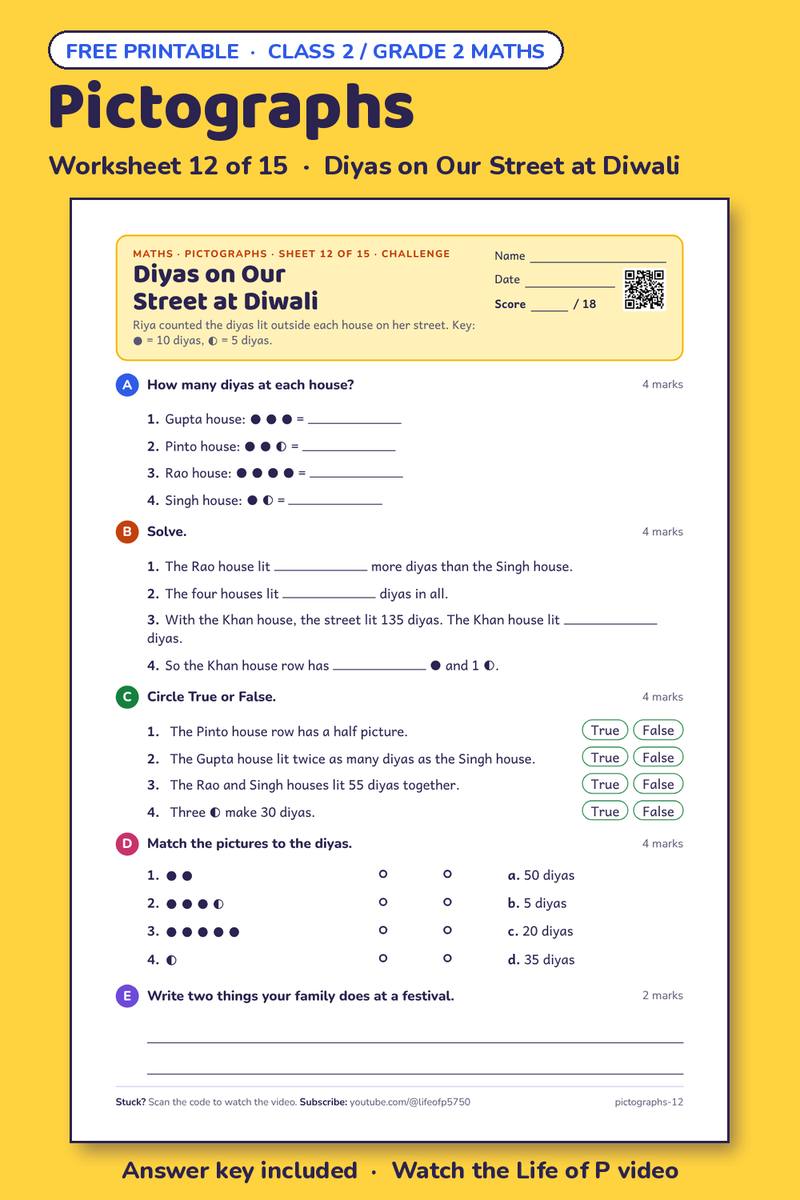 FREE PRINTABLE · CLASS 2 / GRADE 2 MATHS
Pictographs
Worksheet 12 of 15 · Diyas on Our Street at Diwali
MATHS · PICTOGRAPHS · SHEET 12 OF 15 · CHALLENGE
Diyas on Our
Street at Diwali
Riya counted the diyas lit outside each house on her street. Key:
● = 10 diyas, ◐ = 5 diyas.
Name ____________
Date ____________
Score ______ / 18
A How many diyas at each house? 4 marks
1. Gupta house: ● ● ● = ____________
2. Pinto house: ● ● ◐ = ____________
3. Rao house: ● ● ● ● = ____________
4. Singh house: ● ◐ = ____________
B Solve. 4 marks
1. The Rao house lit ____________ more diyas than the Singh house.
2. The four houses lit ____________ diyas in all.
3. With the Khan house, the street lit 135 diyas. The Khan house lit ____________
diyas.
4. So the Khan house row has ____________ ● and 1 ◐.
C Circle True or False. 4 marks
1. The Pinto house row has a half picture. True False
2. The Gupta house lit twice as many diyas as the Singh house. True False
3. The Rao and Singh houses lit 55 diyas together. True False
4. Three ◐ make 30 diyas. True False
D Match the pictures to the diyas. 4 marks
1. ● ● a. 50 diyas
2. ● ● ● ◐ b. 5 diyas
3. ● ● ● ● ● c. 20 diyas
4. ◐ d. 35 diyas
E Write two things your family does at a festival. 2 marks
Stuck? Scan the code to watch the video. Subscribe: youtube.com/@lifeofp5750 pictographs-12
Answer key included · Watch the Life of P video